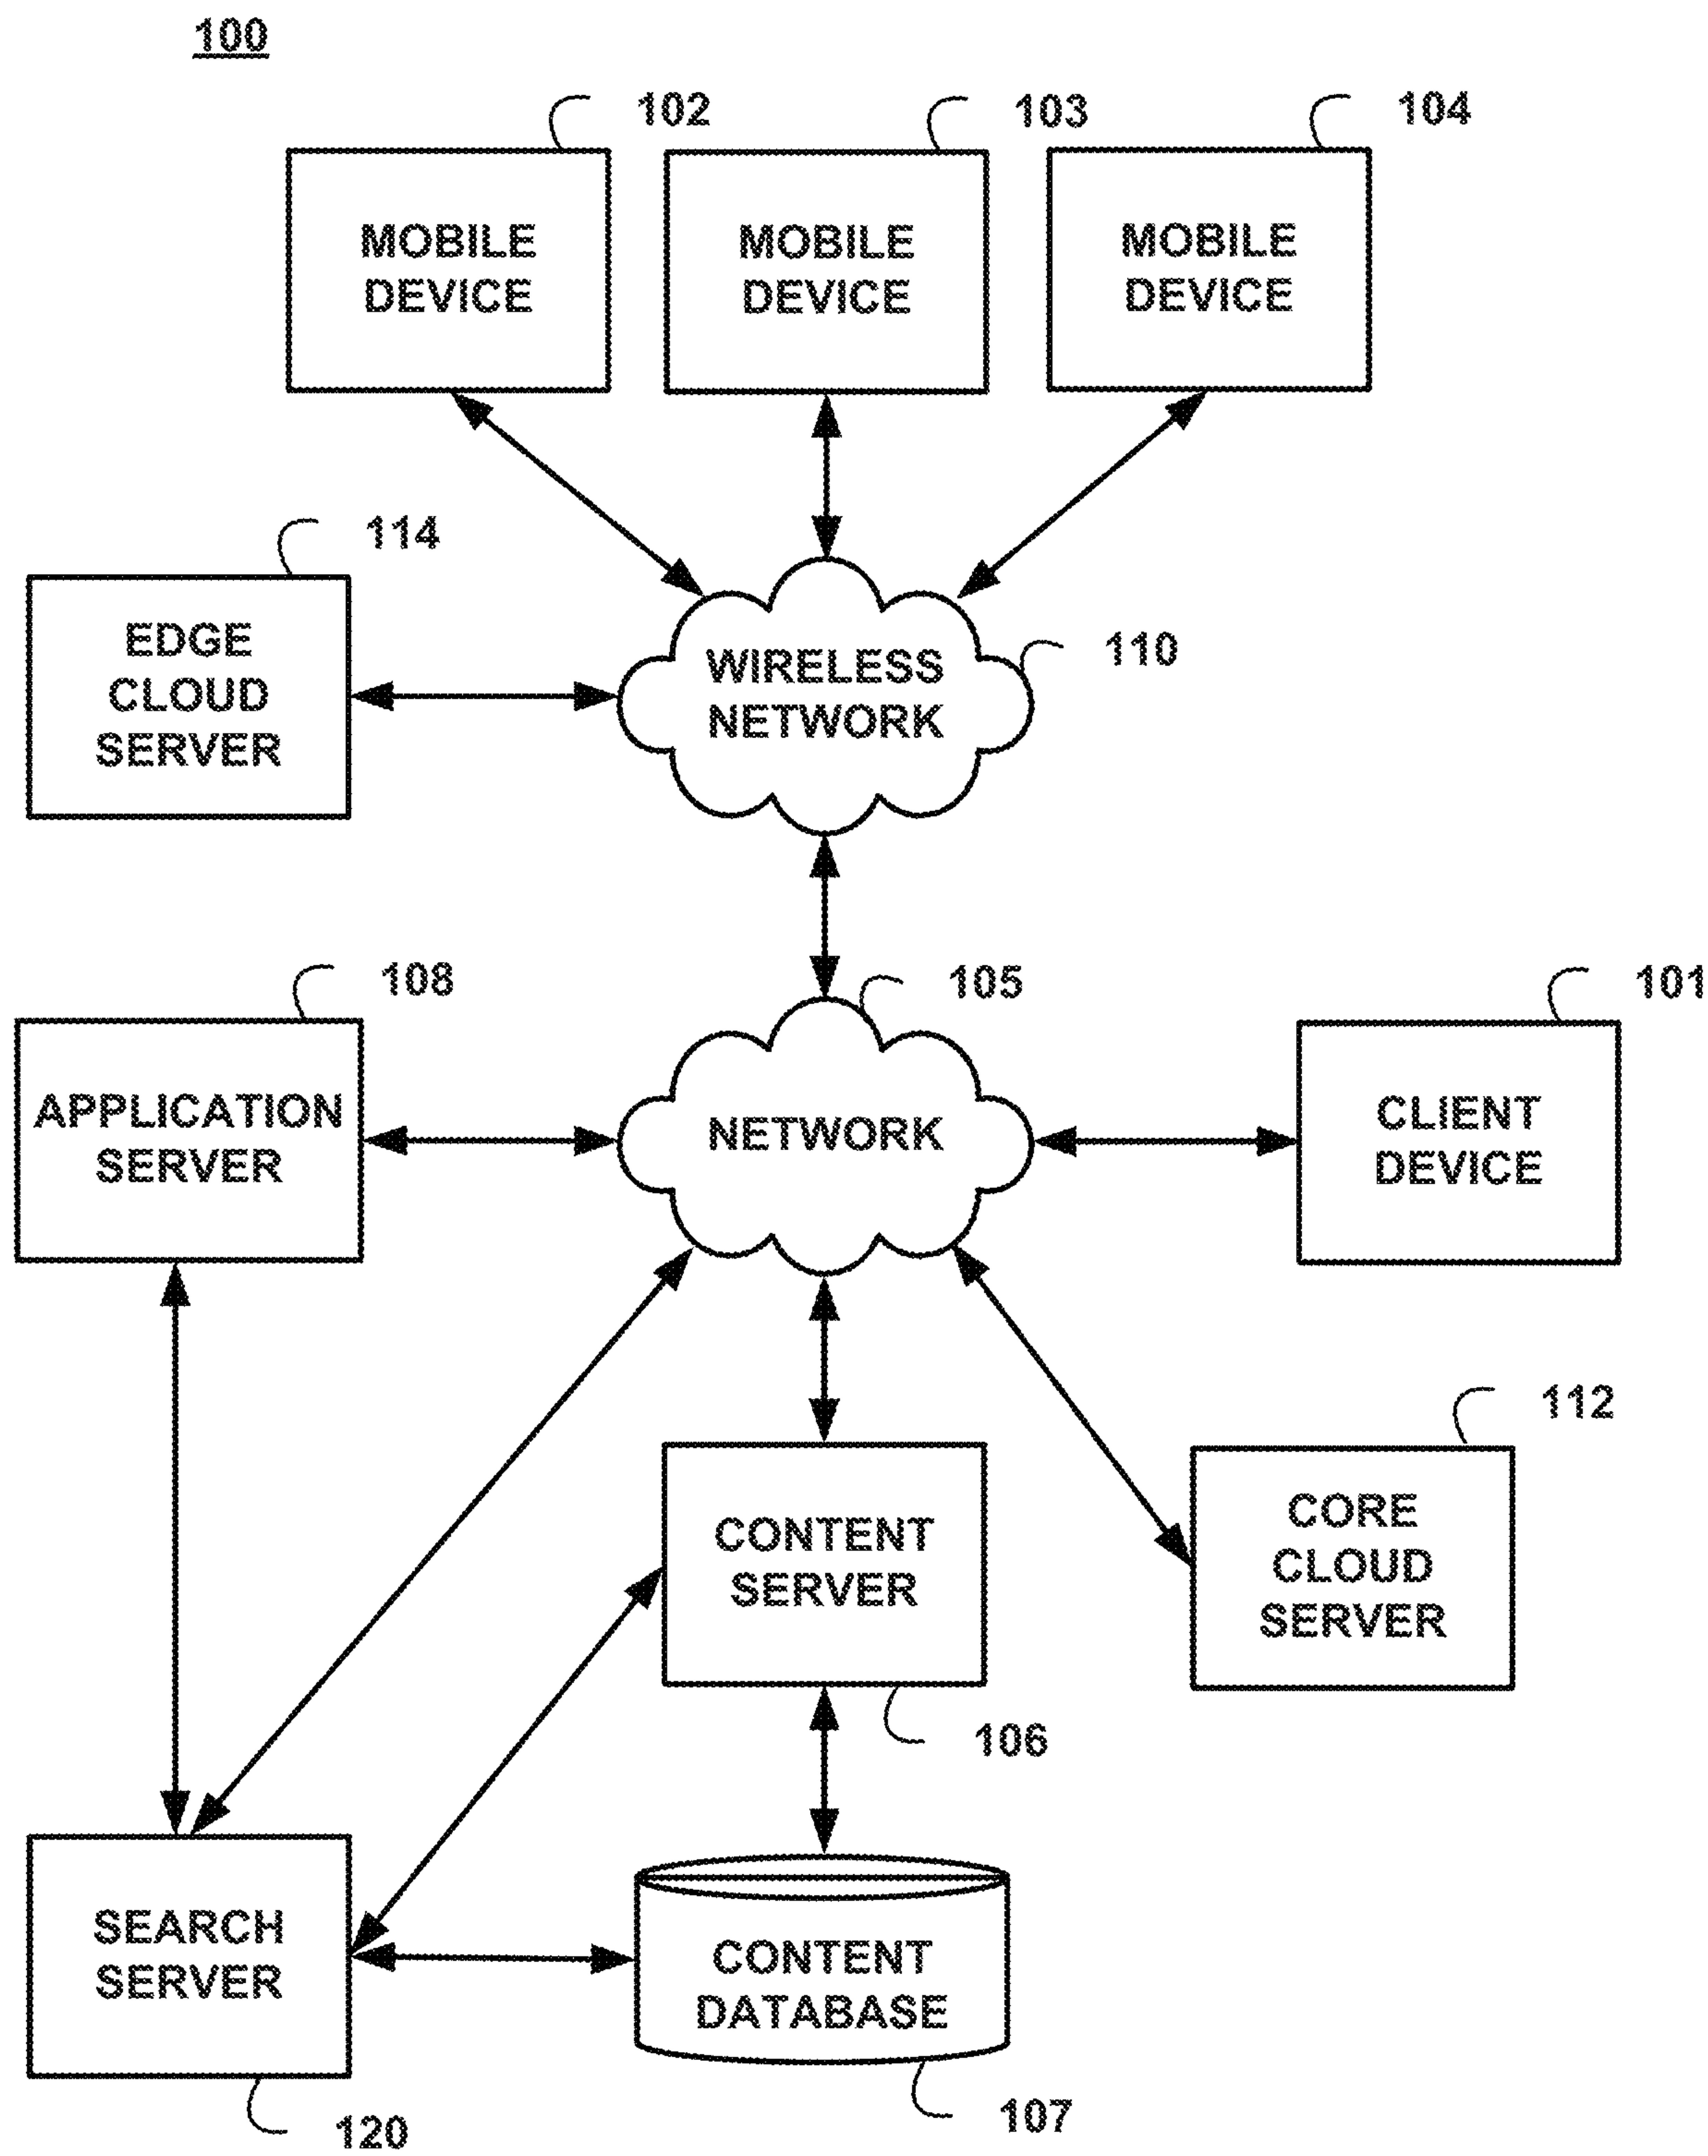 100
102
103
104
MOBILE
DEVICE
MOBILE
DEVICE
MOBILE
DEVICE
114
EDGE
CLOUD
SERVER
WIRELESS
NETWORK
110
108
105
101
APPLICATION
SERVER
NETWORK
CLIENT
DEVICE
112
CONTENT
SERVER
CORE
CLOUD
SERVER
106
SEARCH
SERVER
CONTENT
DATABASE
120
107